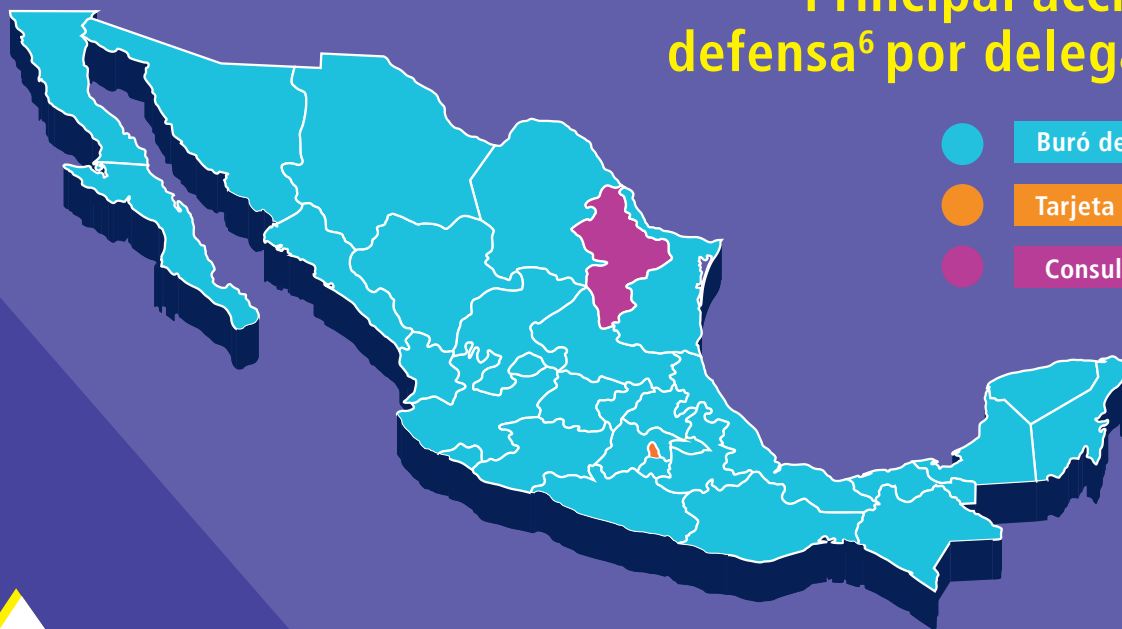 defensa⁶ por delega
Buró de
Tarjeta
Consul